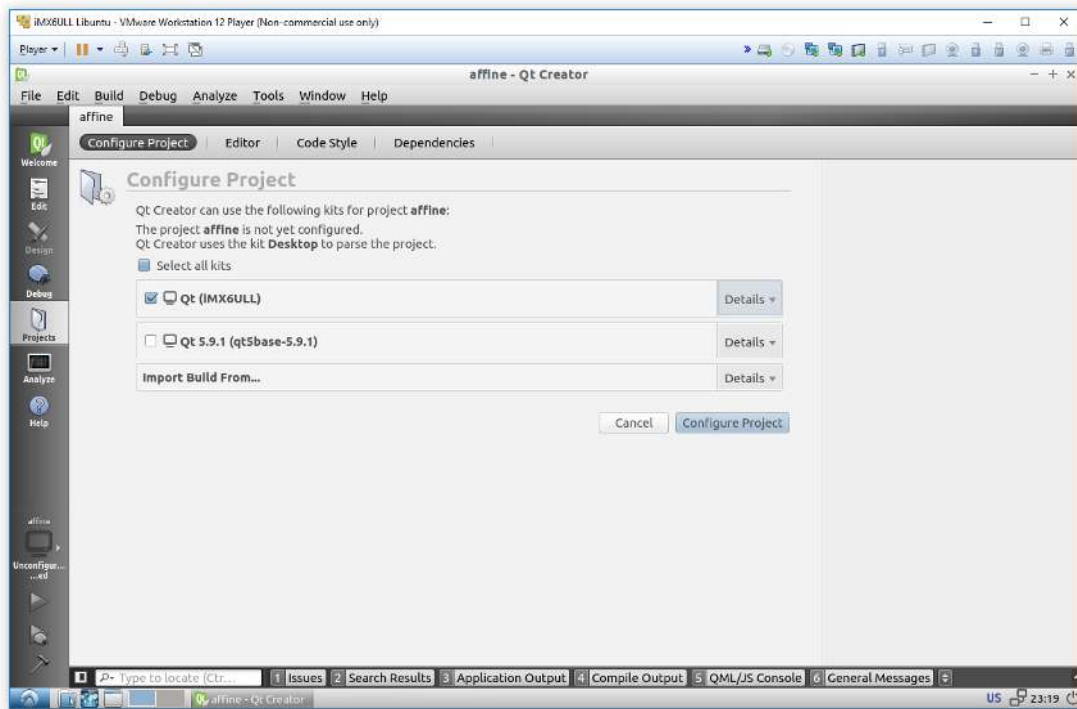 iMX6ULL Libuntu - VMware Workstation 12 Player (Non-commercial use only)
Player
affine - Qt Creator
File Edit Build Debug Analyze Tools Window Help
affine
Configure Project Editor Code Style Dependencies
Welcome
Edit
Design
Debug
Projects
Analyze
Help
affine
Unconfigur...
...ed
Configure Project
Qt Creator can use the following kits for project affine:
The project affine is not yet configured.
Qt Creator uses the kit Desktop to parse the project.
Select all kits
Qt (iMX6ULL) Details
Qt 5.9.1 (qt5base-5.9.1) Details
Import Build From... Details
Cancel Configure Project
Type to locate (Ctr... 1 Issues 2 Search Results 3 Application Output 4 Compile Output 5 QML/JS Console 6 General Messages
affine - Qt Creator US 23:19